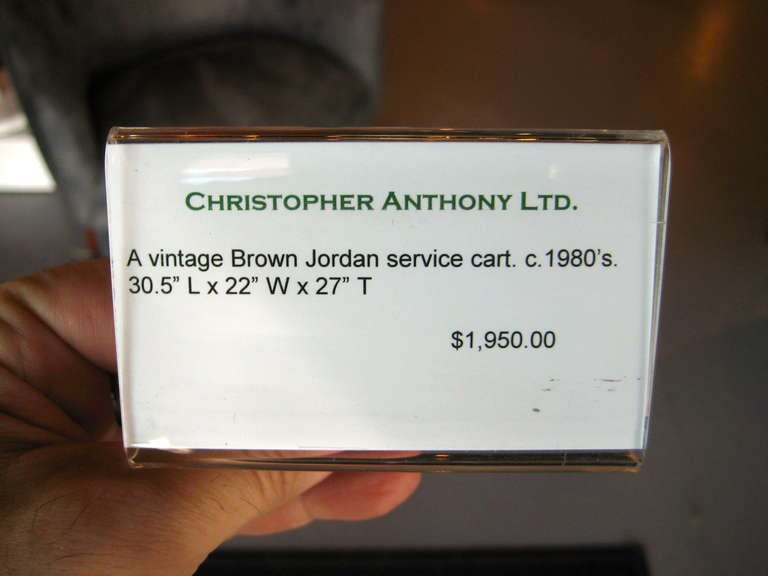 CHRISTOPHER ANTHONY LTD.
A vintage Brown Jordan service cart. c.1980's.
30.5” L x 22” W x 27” T
$1,950.00